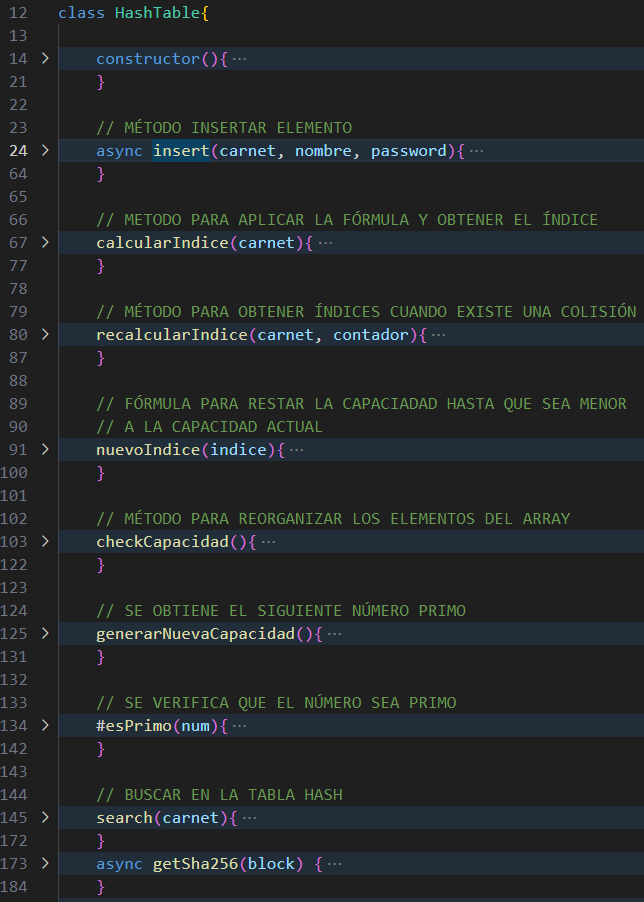 12 class HashTable{
13
14 > constructor(){ ···
21 }
22
23 // MÉTODO INSERTAR ELEMENTO
24 > async insert(carnet, nombre, password){ ···
64 }
65
66 // METODO PARA APLICAR LA FÓRMULA Y OBTENER EL ÍNDICE
67 > calcularIndice(carnet){ ···
77 }
78
79 // MÉTODO PARA OBTENER ÍNDICES CUANDO EXISTE UNA COLISIÓN
80 > recalcularIndice(carnet, contador){ ···
87 }
88
89 // FÓRMULA PARA RESTAR LA CAPACIADAD HASTA QUE SEA MENOR
90 // A LA CAPACIDAD ACTUAL
91 > nuevoIndice(indice){ ···
100 }
101
102 // MÉTODO PARA REORGANIZAR LOS ELEMENTOS DEL ARRAY
103 > checkCapacidad(){ ···
122 }
123
124 // SE OBTIENE EL SIGUIENTE NÚMERO PRIMO
125 > generarNuevaCapacidad(){ ···
131 }
132
133 // SE VERIFICA QUE EL NÚMERO SEA PRIMO
134 > #esPrimo(num){ ···
142 }
143
144 // BUSCAR EN LA TABLA HASH
145 > search(carnet){ ···
172 }
173 > async getSha256(block) { ···
184 }